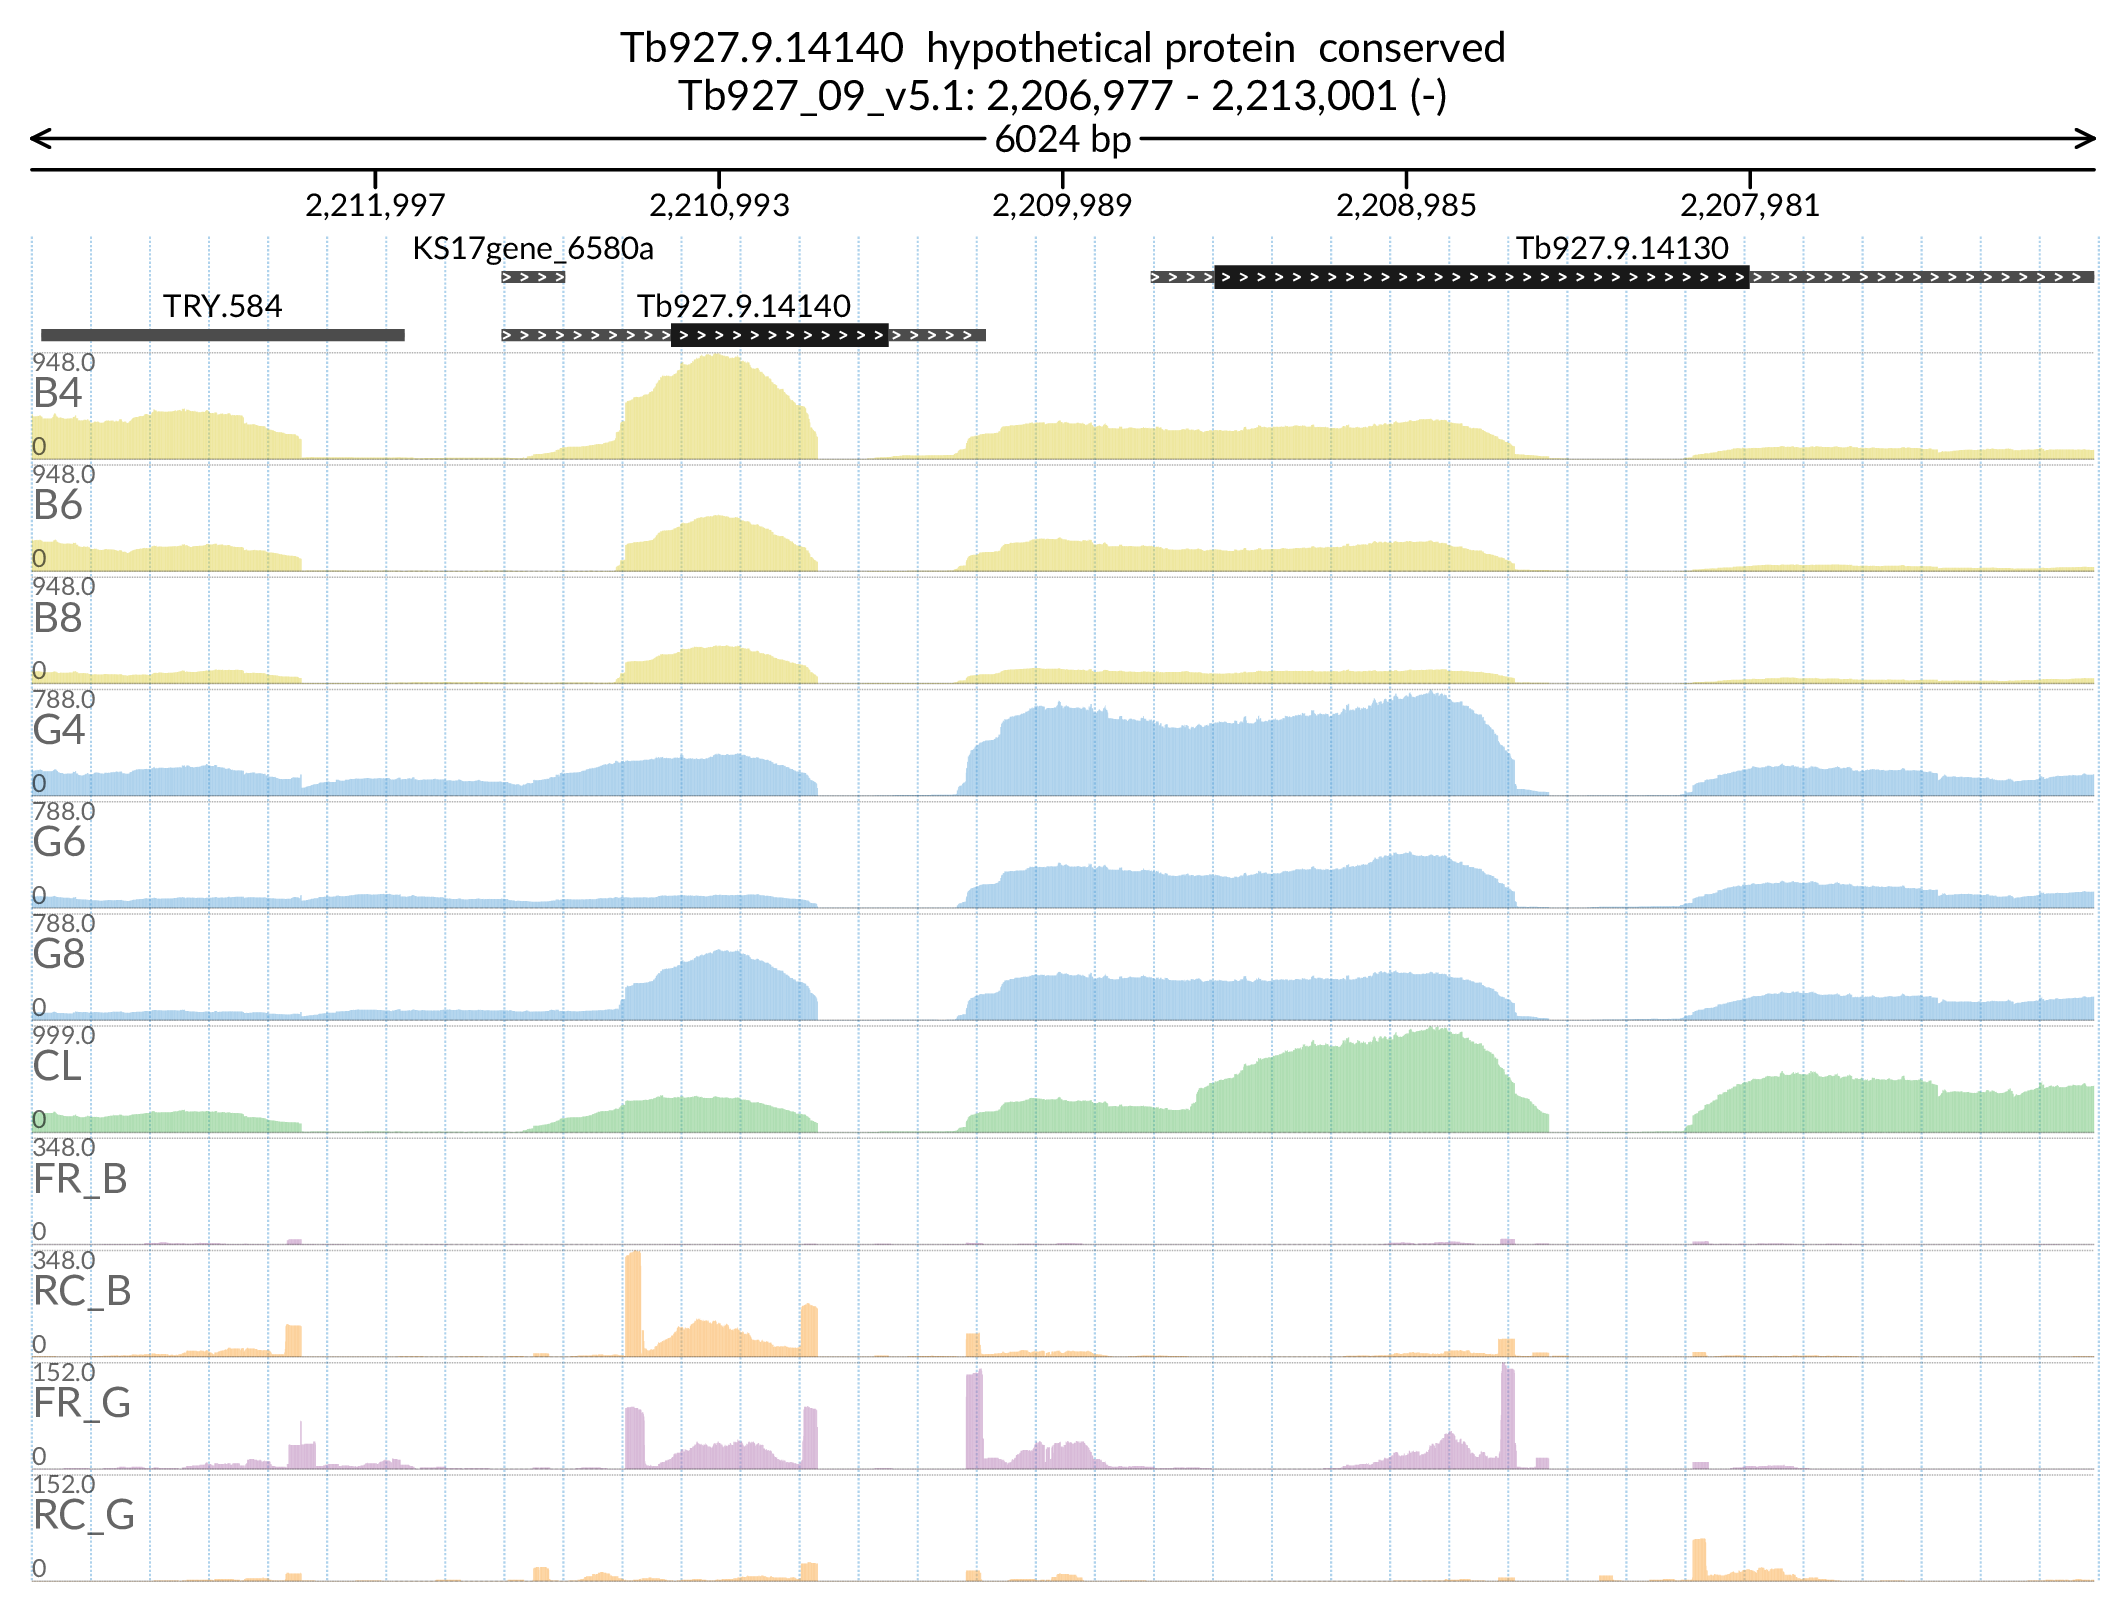 Tb927.9.14140  hypothetical protein  conserved
Tb927_09_v5.1: 2,206,977 - 2,213,001 (-)
6024 bp
2,211,997 2,210,993 2,209,989 2,208,985 2,207,981
KS17gene_6580a Tb927.9.14130
TRY.584 Tb927.9.14140
948.0
B4
0
948.0
B6
0
948.0
B8
0
788.0
G4
0
788.0
G6
0
788.0
G8
0
999.0
CL
0
348.0
FR_B
0
348.0
RC_B
0
152.0
FR_G
0
152.0
RC_G
0